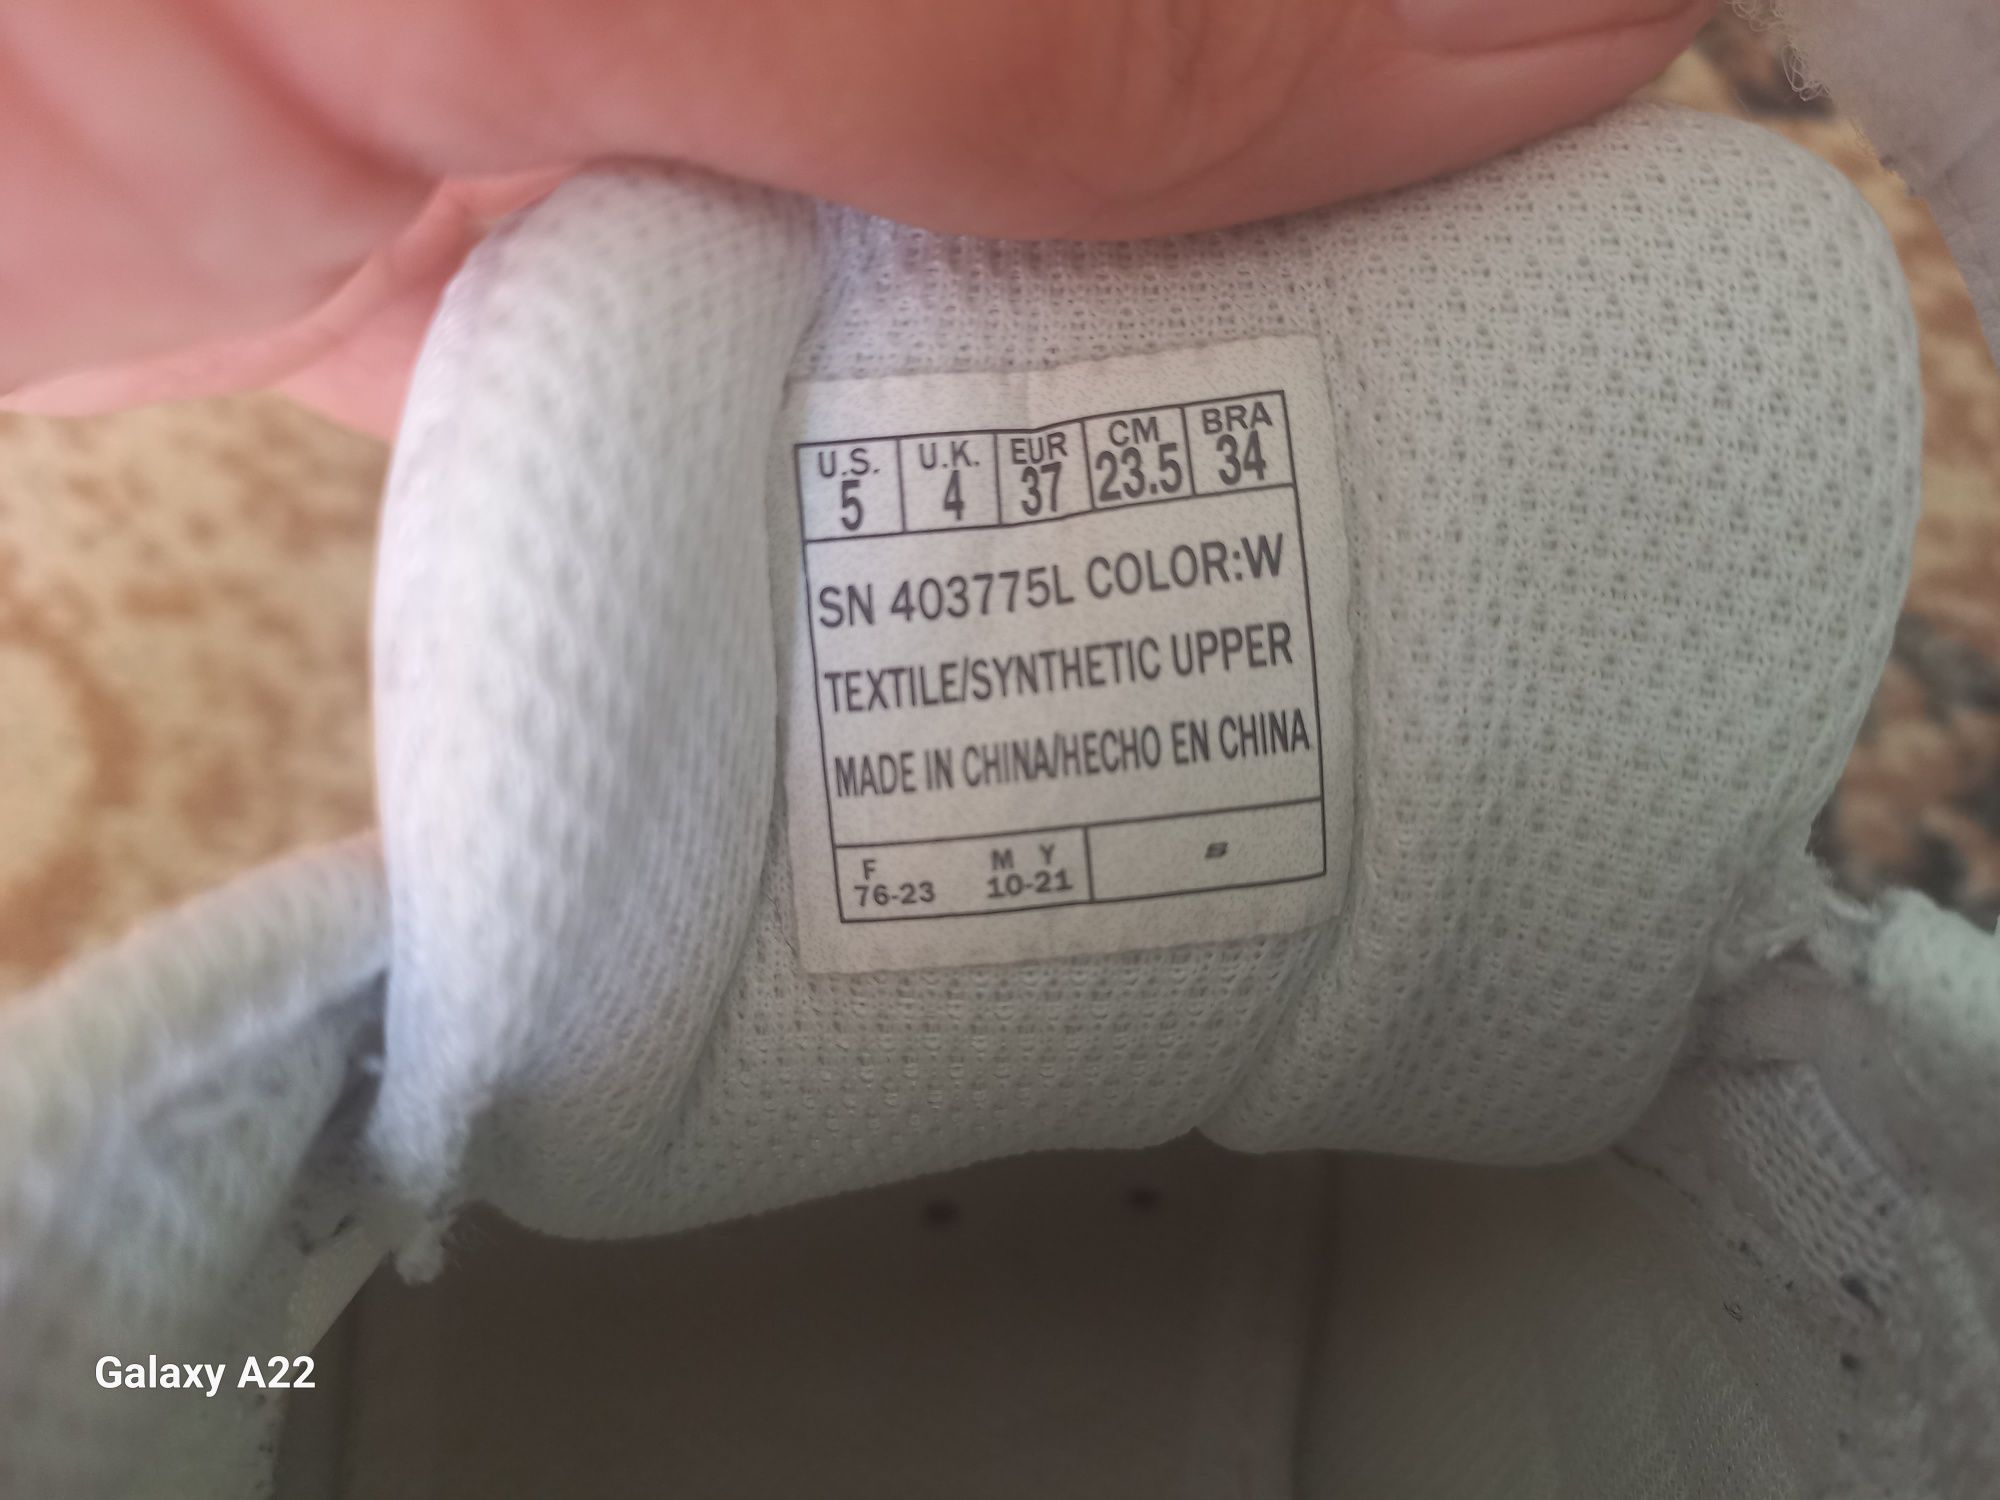 U.S. U.K. EUR CM BRA
5 4 37 23.5 34
SN 403775L COLOR:W
TEXTILE/SYNTHETIC UPPER
MADE IN CHINA/HECHO EN CHINA
F M Y
76-23 10-21
Galaxy A22